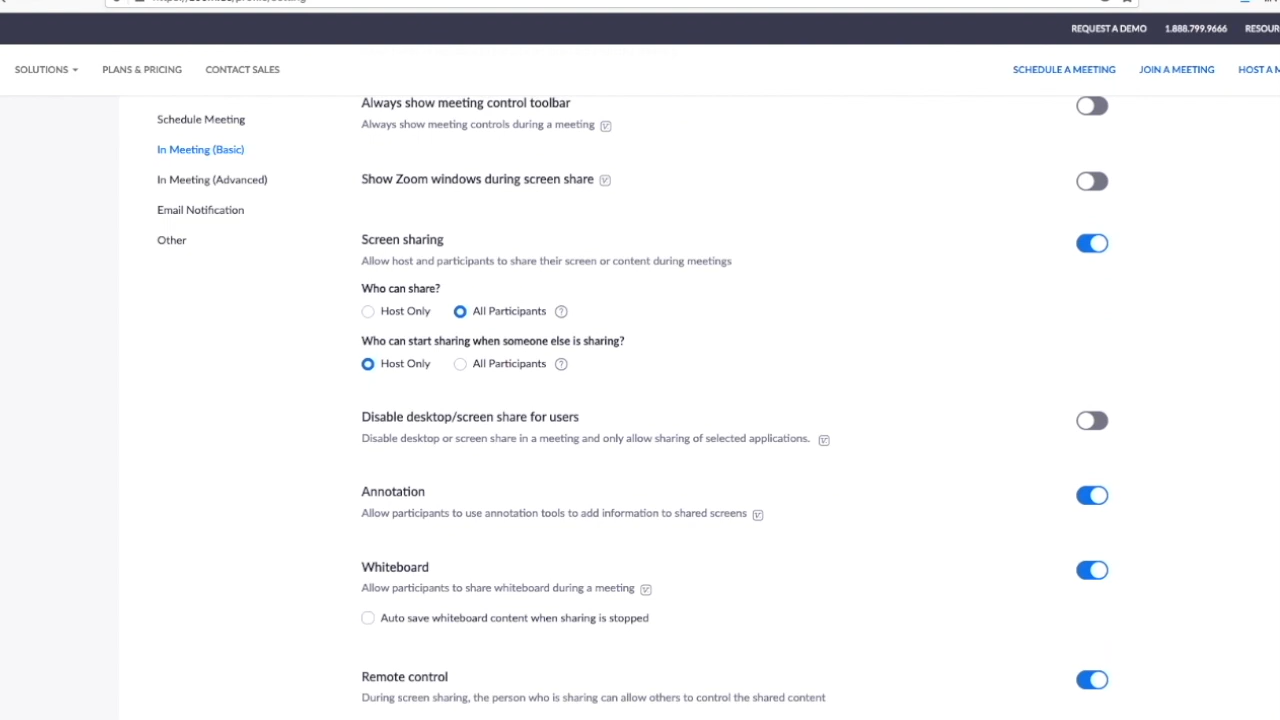 REQUEST A DEMO 1.888.799.9666
SOLUTIONS PLANS & PRICING CONTACT SALES SCHEDULE A MEETING JOIN A MEETING
Schedule Meeting
In Meeting (Basic)
In Meeting (Advanced)
Email Notification
Other
Always show meeting control toolbar
Always show meeting controls during a meeting
Show Zoom windows during screen share
Screen sharing
Allow host and participants to share their screen or content during meetings
Who can share?
Host Only All Participants
Who can start sharing when someone else is sharing?
Host Only All Participants
Disable desktop/screen share for users
Disable desktop or screen share in a meeting and only allow sharing of selected applications.
Annotation
Allow participants to use annotation tools to add information to shared screens
Whiteboard
Allow participants to share whiteboard during a meeting
Auto save whiteboard content when sharing is stopped
Remote control
During screen sharing, the person who is sharing can allow others to control the shared content